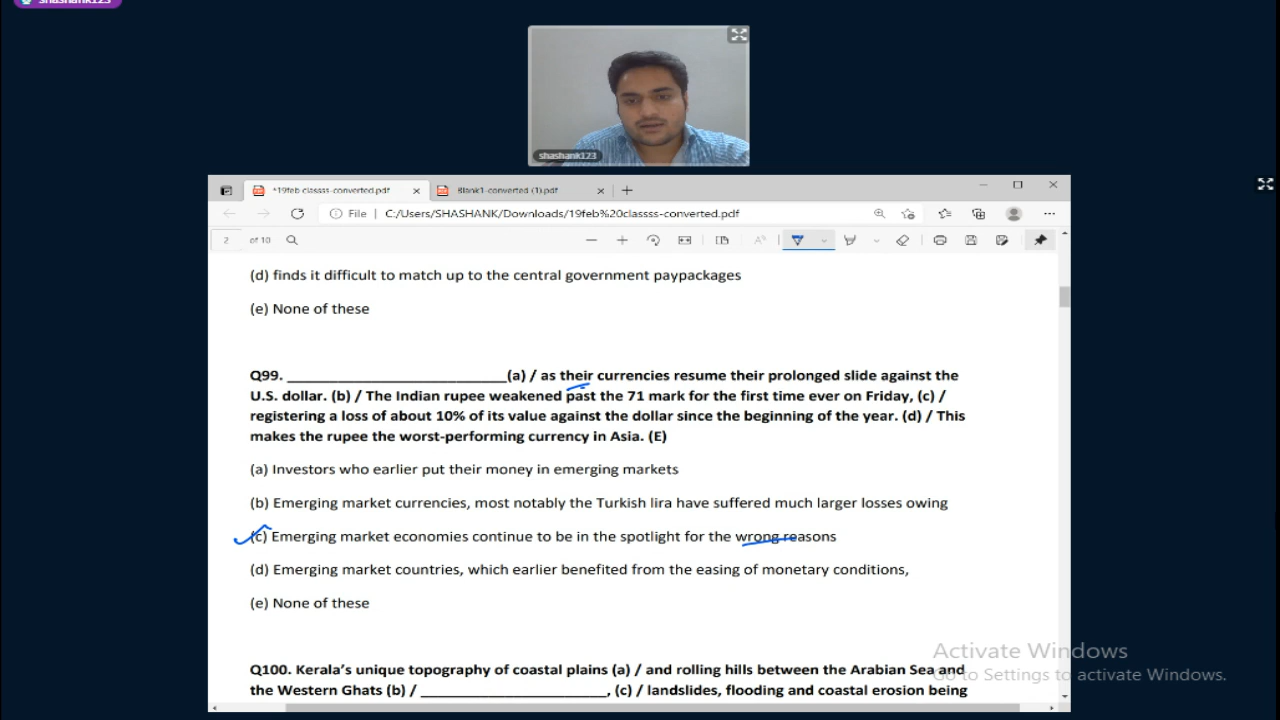 shashank123
shashank123
*19feb classss-converted.pdf
Blank1-converted (1).pdf
File | C:/Users/SHASHANK/Downloads/19feb%20classss-converted.pdf
2 of 10
(d) finds it difficult to match up to the central government paypackages
(e) None of these
Q99. ____________________________(a) / as their currencies resume their prolonged slide against the
U.S. dollar. (b) / The Indian rupee weakened past the 71 mark for the first time ever on Friday, (c) /
registering a loss of about 10% of its value against the dollar since the beginning of the year. (d) / This
makes the rupee the worst-performing currency in Asia. (E)
(a) Investors who earlier put their money in emerging markets
(b) Emerging market currencies, most notably the Turkish lira have suffered much larger losses owing
(c) Emerging market economies continue to be in the spotlight for the wrong reasons
(d) Emerging market countries, which earlier benefited from the easing of monetary conditions,
(e) None of these
Q100. Kerala's unique topography of coastal plains (a) / and rolling hills between the Arabian Sea and
the Western Ghats (b) / ________________________, (c) / landslides, flooding and coastal erosion being
Activate Windows
Go to Settings to activate Windows.